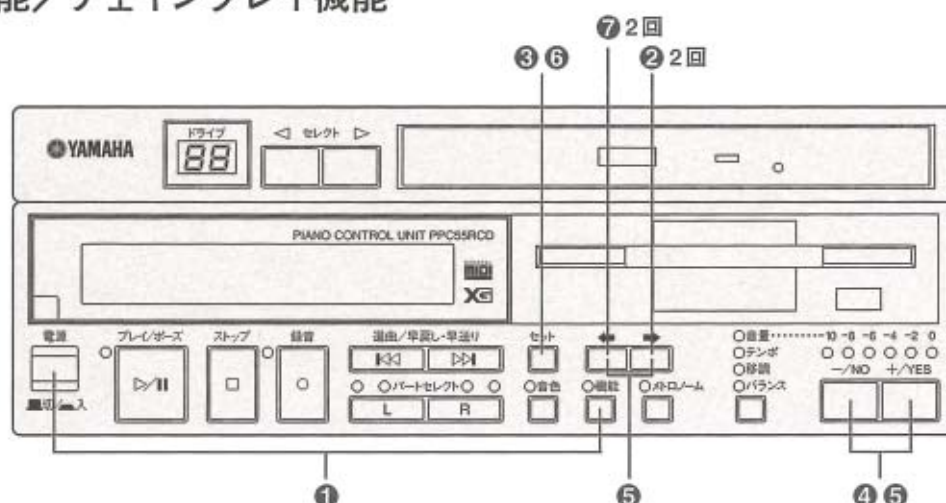 能／チェインプレイ機能
❼2回
❸❻ ❷2回
YAMAHA
ドライブ
88
◁ セレクト ▷
PIANO CONTROL UNIT PPC55RCD
MIDI
XG
電源 プレイ/ポーズ ストップ 録音 選曲／早戻し・早送り セット ← →
○音量………-10 -8 -6 -4 -2 0
○テンポ
○移調
○バランス
○パートセレクト○
L R
○音色 ○機能 ○メトロノーム
−/NO +/YES
切/入
❶ ❺ ❹❺